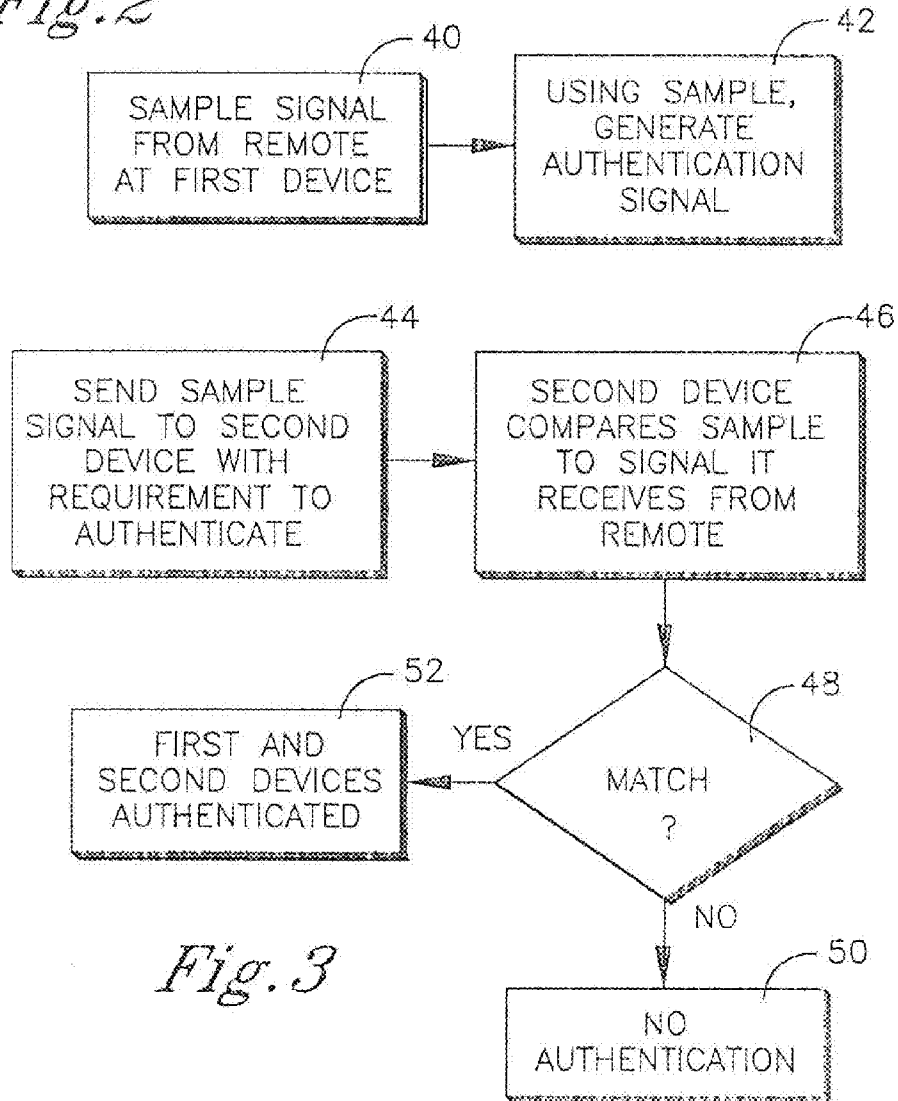 Fig. 2
40
SAMPLE SIGNAL
FROM REMOTE
AT FIRST DEVICE
42
USING SAMPLE,
GENERATE
AUTHENTICATION
SIGNAL
44
SEND SAMPLE
SIGNAL TO SECOND
DEVICE WITH
REQUIREMENT TO
AUTHENTICATE
46
SECOND DEVICE
COMPARES SAMPLE
TO SIGNAL IT
RECEIVES FROM
REMOTE
52
FIRST AND
SECOND DEVICES
AUTHENTICATED
YES
48
MATCH
?
NO
Fig. 3
50
NO
AUTHENTICATION